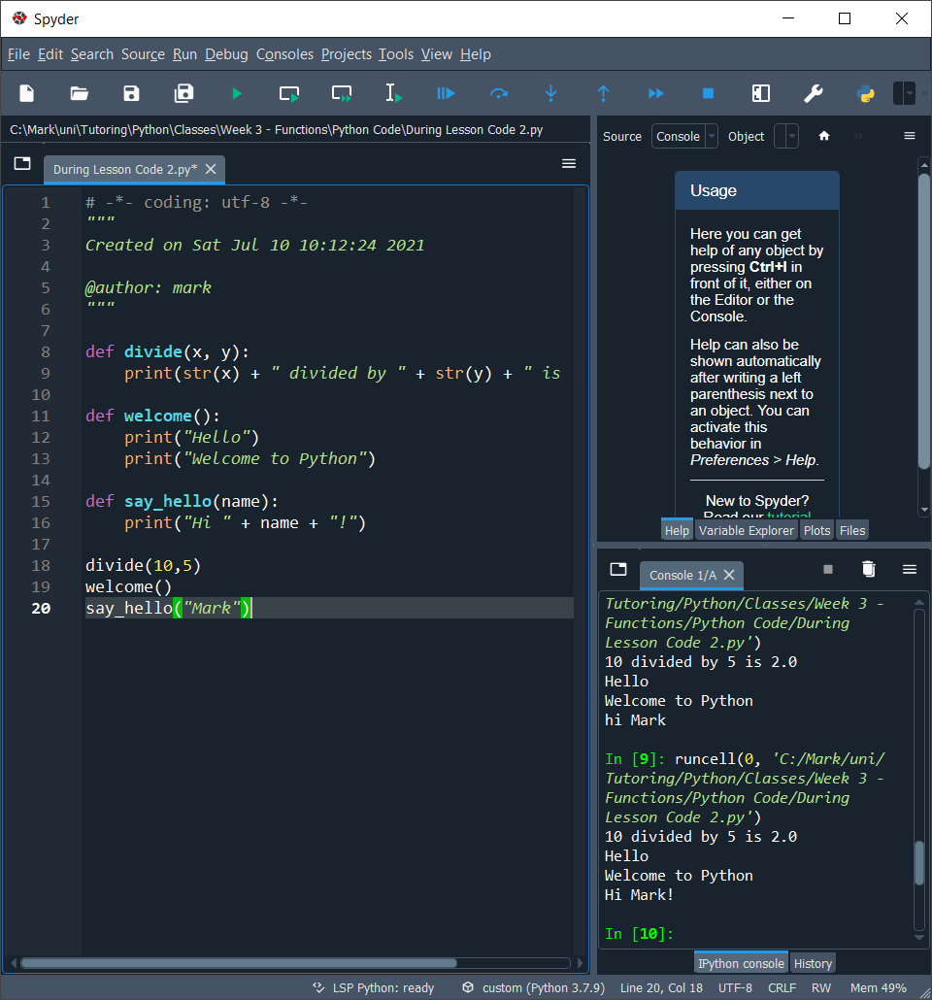 Spyder
File Edit Search Source Run Debug Consoles Projects Tools View Help
C:\Mark\uni\Tutoring\Python\Classes\Week 3 - Functions\Python Code\During Lesson Code 2.py
During Lesson Code 2.py*
1 # -*- coding: utf-8 -*-
2 """
3 Created on Sat Jul 10 10:12:24 2021
4
5 @author: mark
6 """
7
8 def divide(x, y):
9     print(str(x) + " divided by " + str(y) + " is
10
11 def welcome():
12     print("Hello")
13     print("Welcome to Python")
14
15 def say_hello(name):
16     print("Hi " + name + "!")
17
18 divide(10,5)
19 welcome()
20 say_hello("Mark")
Source Console Object
Usage
Here you can get
help of any object by
pressing Ctrl+I in
front of it, either on
the Editor or the
Console.
Help can also be
shown automatically
after writing a left
parenthesis next to
an object. You can
activate this
behavior in
Preferences > Help.
New to Spyder?
Read our tutorial
Help Variable Explorer Plots Files
Console 1/A
Tutoring/Python/Classes/Week 3 -
Functions/Python Code/During
Lesson Code 2.py')
10 divided by 5 is 2.0
Hello
Welcome to Python
hi Mark
In [9]: runcell(0, 'C:/Mark/uni/
Tutoring/Python/Classes/Week 3 -
Functions/Python Code/During
Lesson Code 2.py')
10 divided by 5 is 2.0
Hello
Welcome to Python
Hi Mark!
In [10]:
IPython console History
LSP Python: ready custom (Python 3.7.9) Line 20, Col 18 UTF-8 CRLF RW Mem 49%